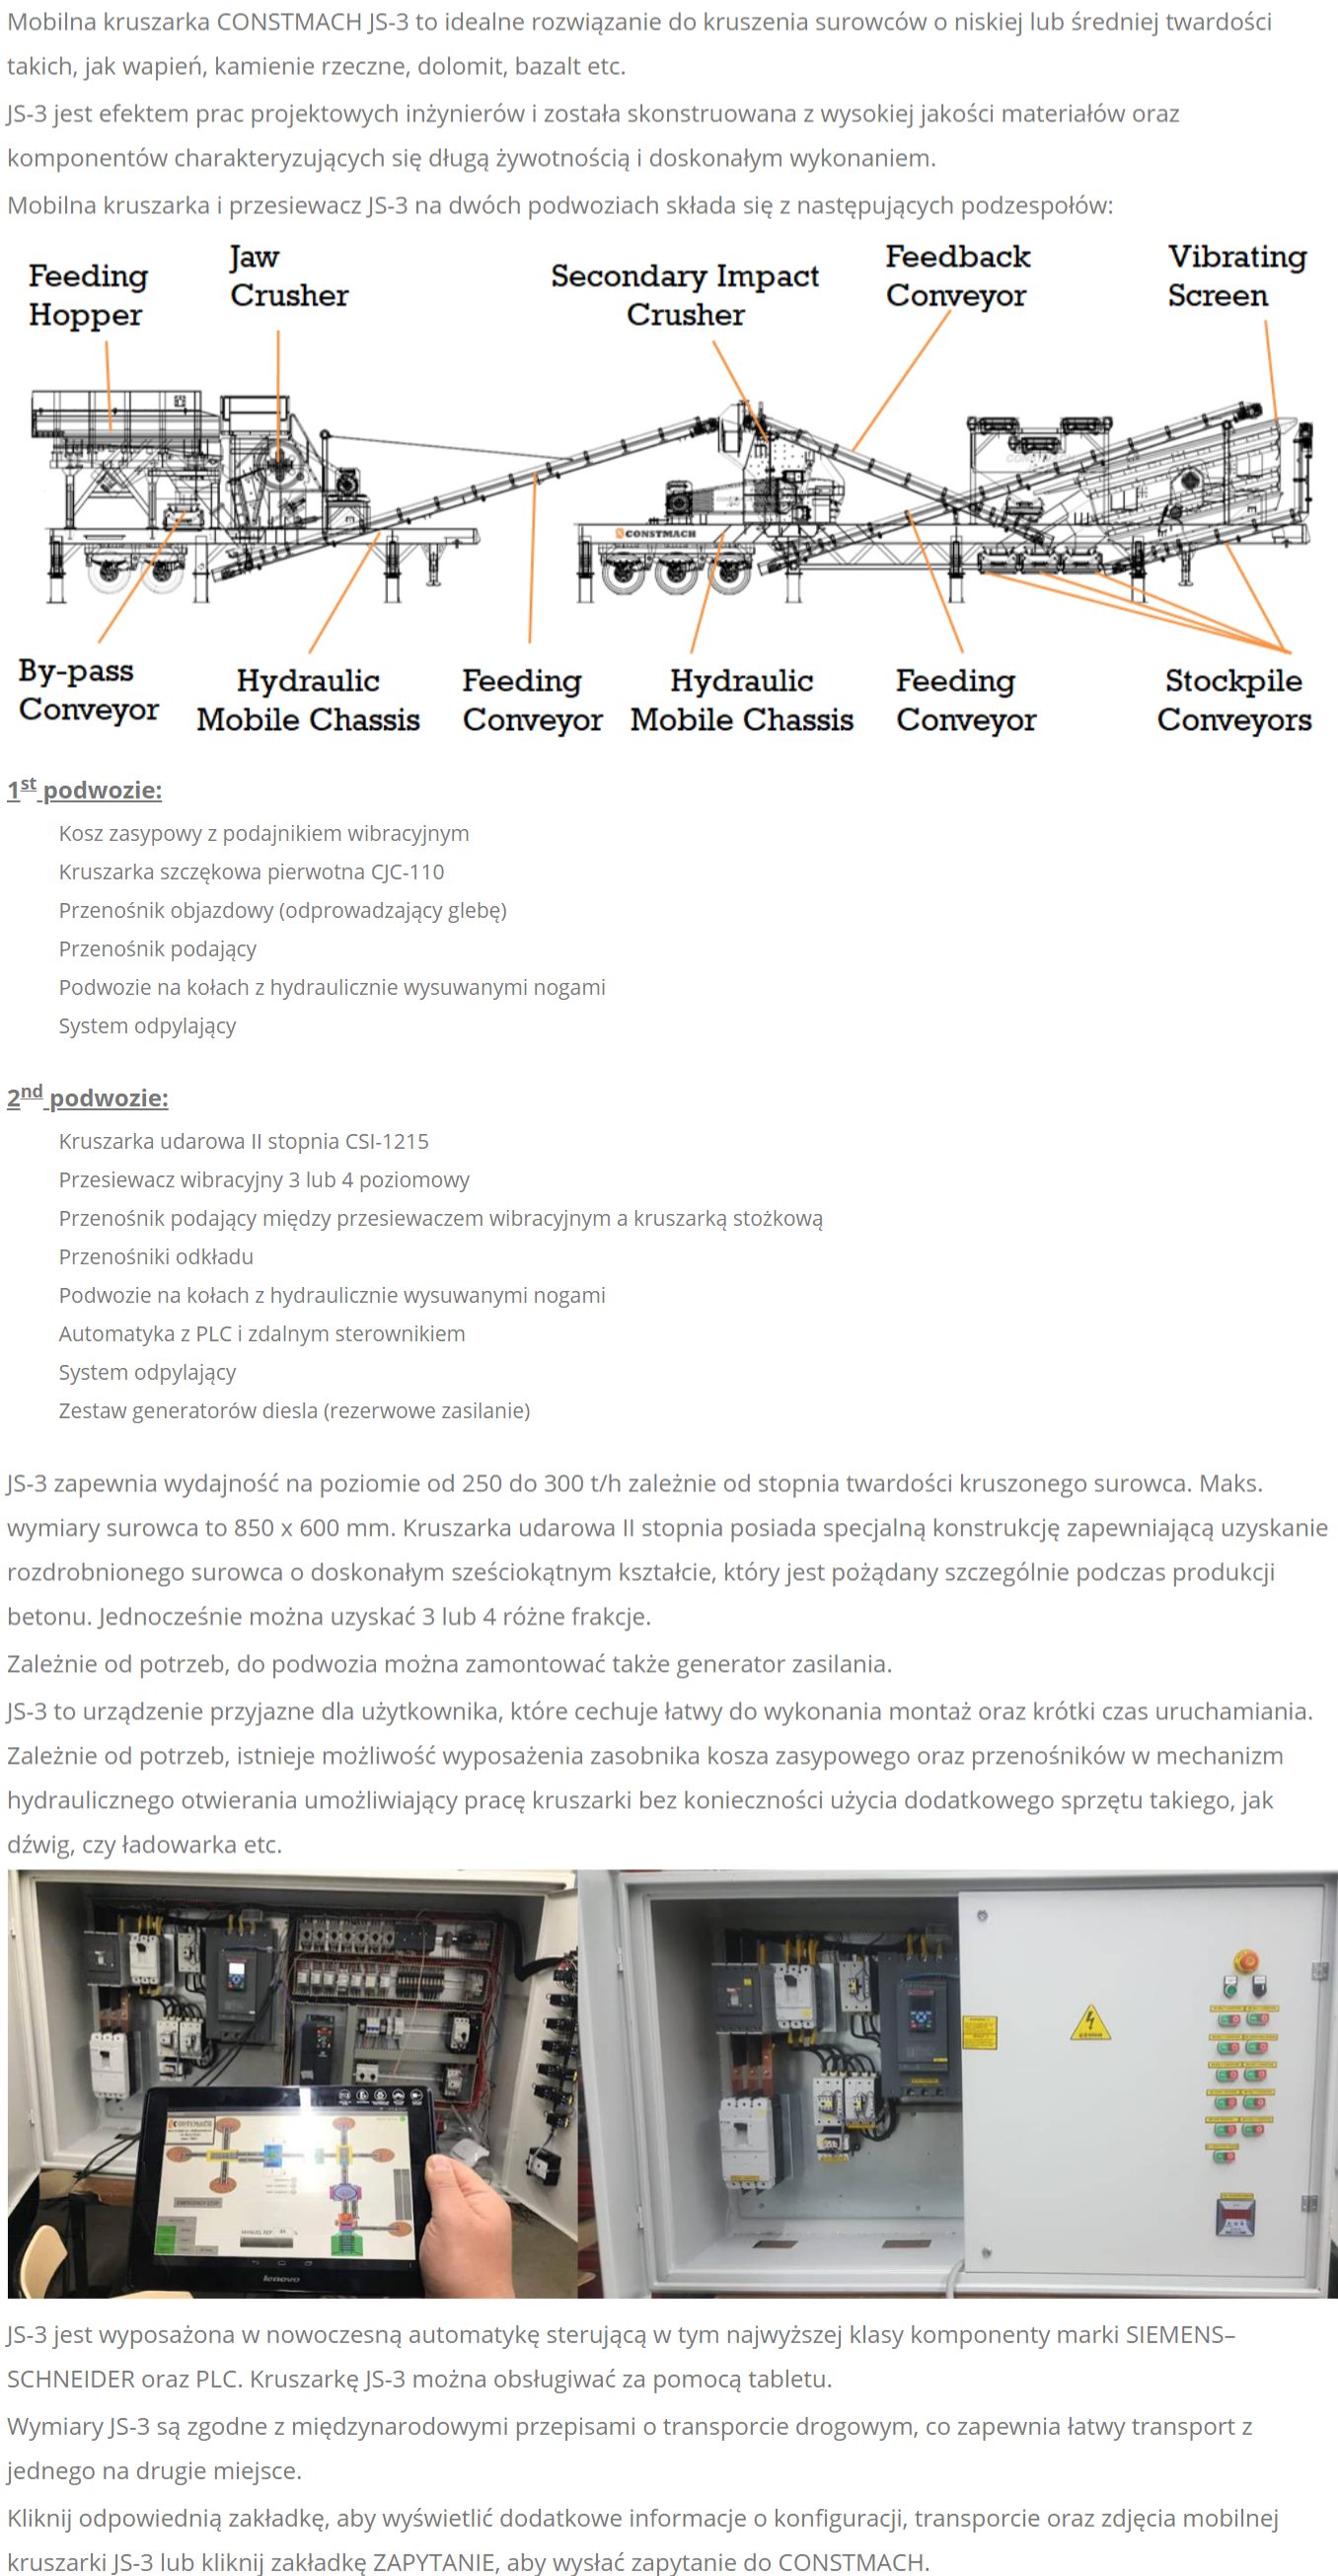 Mobilna kruszarka CONSTMACH JS-3 to idealne rozwiązanie do kruszenia surowców o niskiej lub średniej twardości
takich, jak wapień, kamienie rzeczne, dolomit, bazalt etc.
JS-3 jest efektem prac projektowych inżynierów i została skonstruowana z wysokiej jakości materiałów oraz
komponentów charakteryzujących się długą żywotnością i doskonałym wykonaniem.
Mobilna kruszarka i przesiewacz JS-3 na dwóch podwoziach składa się z następujących podzespołów:
Feeding
Hopper
Jaw
Crusher
Secondary Impact
Crusher
Feedback
Conveyor
Vibrating
Screen
CONSTMACH
By-pass
Conveyor
Hydraulic
Mobile Chassis
Feeding
Conveyor
Hydraulic
Mobile Chassis
Feeding
Conveyor
Stockpile
Conveyors
1st podwozie:
Kosz zasypowy z podajnikiem wibracyjnym
Kruszarka szczękowa pierwotna CJC-110
Przenośnik objazdowy (odprowadzający glebę)
Przenośnik podający
Podwozie na kołach z hydraulicznie wysuwanymi nogami
System odpylający
2nd podwozie:
Kruszarka udarowa II stopnia CSI-1215
Przesiewacz wibracyjny 3 lub 4 poziomowy
Przenośnik podający między przesiewaczem wibracyjnym a kruszarką stożkową
Przenośniki odkładu
Podwozie na kołach z hydraulicznie wysuwanymi nogami
Automatyka z PLC i zdalnym sterownikiem
System odpylający
Zestaw generatorów diesla (rezerwowe zasilanie)
JS-3 zapewnia wydajność na poziomie od 250 do 300 t/h zależnie od stopnia twardości kruszonego surowca. Maks.
wymiary surowca to 850 x 600 mm. Kruszarka udarowa II stopnia posiada specjalną konstrukcję zapewniającą uzyskanie
rozdrobnionego surowca o doskonałym sześciokątnym kształcie, który jest pożądany szczególnie podczas produkcji
betonu. Jednocześnie można uzyskać 3 lub 4 różne frakcje.
Zależnie od potrzeb, do podwozia można zamontować także generator zasilania.
JS-3 to urządzenie przyjazne dla użytkownika, które cechuje łatwy do wykonania montaż oraz krótki czas uruchamiania.
Zależnie od potrzeb, istnieje możliwość wyposażenia zasobnika kosza zasypowego oraz przenośników w mechanizm
hydraulicznego otwierania umożliwiający pracę kruszarki bez konieczności użycia dodatkowego sprzętu takiego, jak
dźwig, czy ładowarka etc.
CONSTMACH
EMERGENCY STOP
lenovo
JS-3 jest wyposażona w nowoczesną automatykę sterującą w tym najwyższej klasy komponenty marki SIEMENS–
SCHNEIDER oraz PLC. Kruszarkę JS-3 można obsługiwać za pomocą tabletu.
Wymiary JS-3 są zgodne z międzynarodowymi przepisami o transporcie drogowym, co zapewnia łatwy transport z
jednego na drugie miejsce.
Kliknij odpowiednią zakładkę, aby wyświetlić dodatkowe informacje o konfiguracji, transporcie oraz zdjęcia mobilnej
kruszarki JS-3 lub kliknij zakładkę ZAPYTANIE, aby wysłać zapytanie do CONSTMACH.